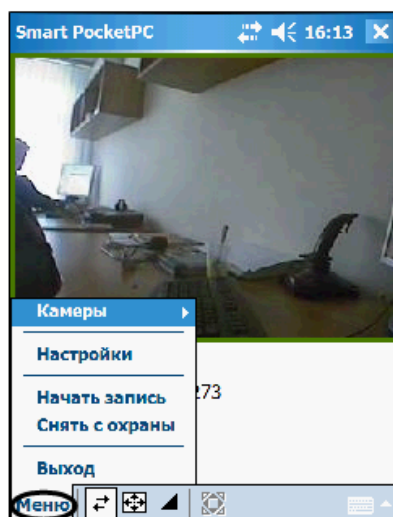 Smart PocketPC 16:13
Камеры
Настройки
273
Начать запись
Снять с охраны
Выход
Меню